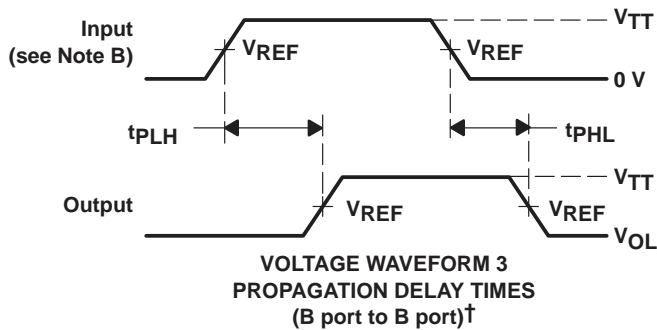 Input
(see Note B)
VREF
VREF
VTT
0 V
tPLH
tPHL
Output
VREF
VREF
VTT
VOL
VOLTAGE WAVEFORM 3
PROPAGATION DELAY TIMES
(B port to B port)†